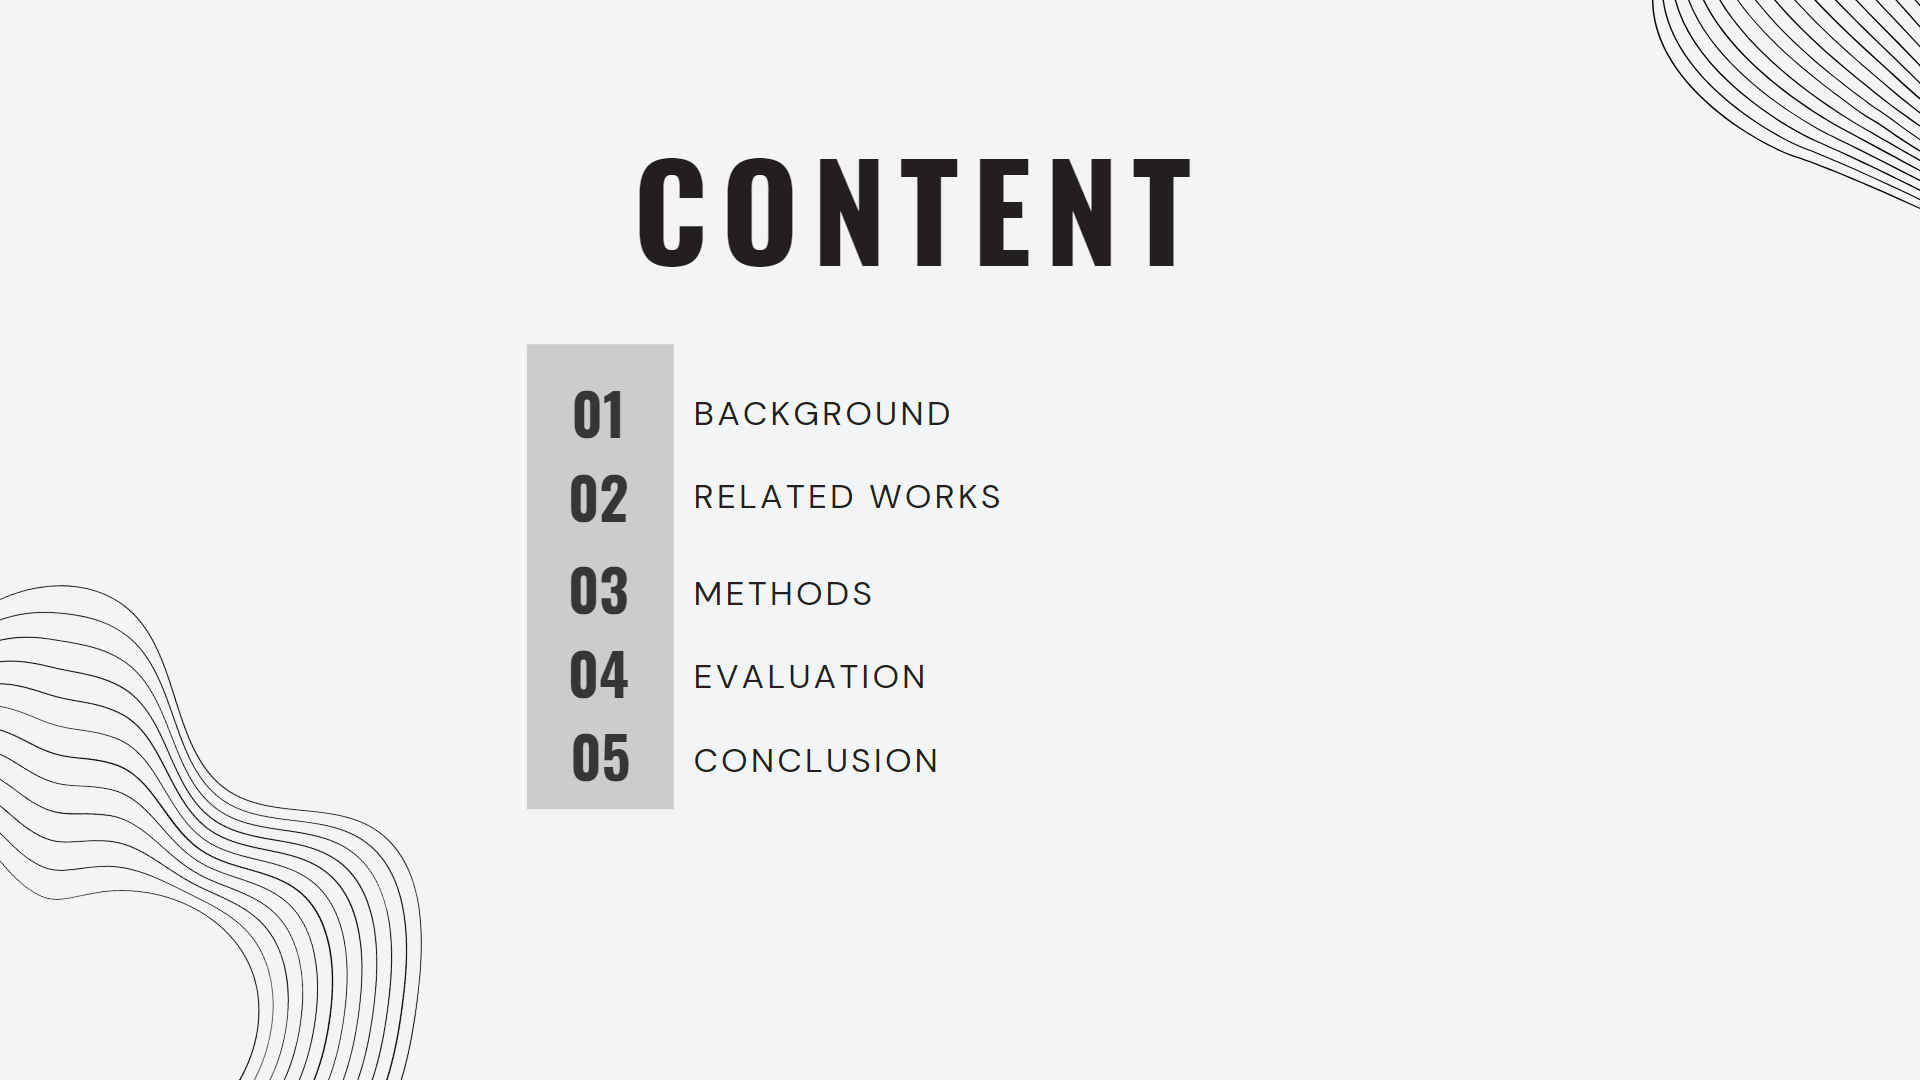 CONTENT
01 BACKGROUND
02 RELATED WORKS
03 METHODS
04 EVALUATION
05 CONCLUSION